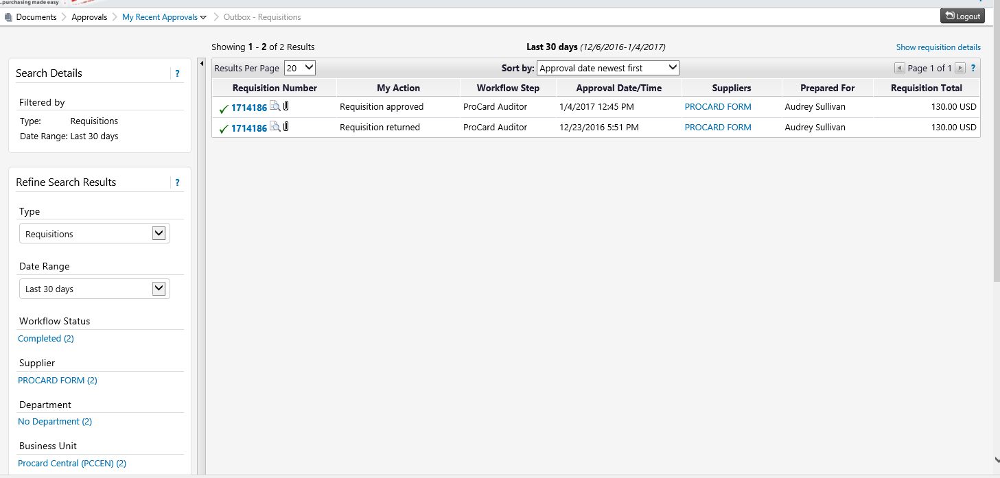 ..purchasing made easy
Documents Approvals My Recent Approvals Outbox - Requisitions Logout
Showing 1 - 2 of 2 Results Last 30 days (12/6/2016-1/4/2017) Show requisition details
Search Details ?
Filtered by
Type: Requisitions
Date Range: Last 30 days
Refine Search Results ?
Type
Requisitions
Date Range
Last 30 days
Workflow Status
Completed (2)
Supplier
PROCARD FORM (2)
Department
No Department (2)
Business Unit
Procard Central (PCCEN) (2)
Results Per Page 20 Sort by: Approval date newest first Page 1 of 1 ?
Requisition Number My Action Workflow Step Approval Date/Time Suppliers Prepared For Requisition Total
1714186 Requisition approved ProCard Auditor 1/4/2017 12:45 PM PROCARD FORM Audrey Sullivan 130.00 USD
1714186 Requisition returned ProCard Auditor 12/23/2016 5:51 PM PROCARD FORM Audrey Sullivan 130.00 USD